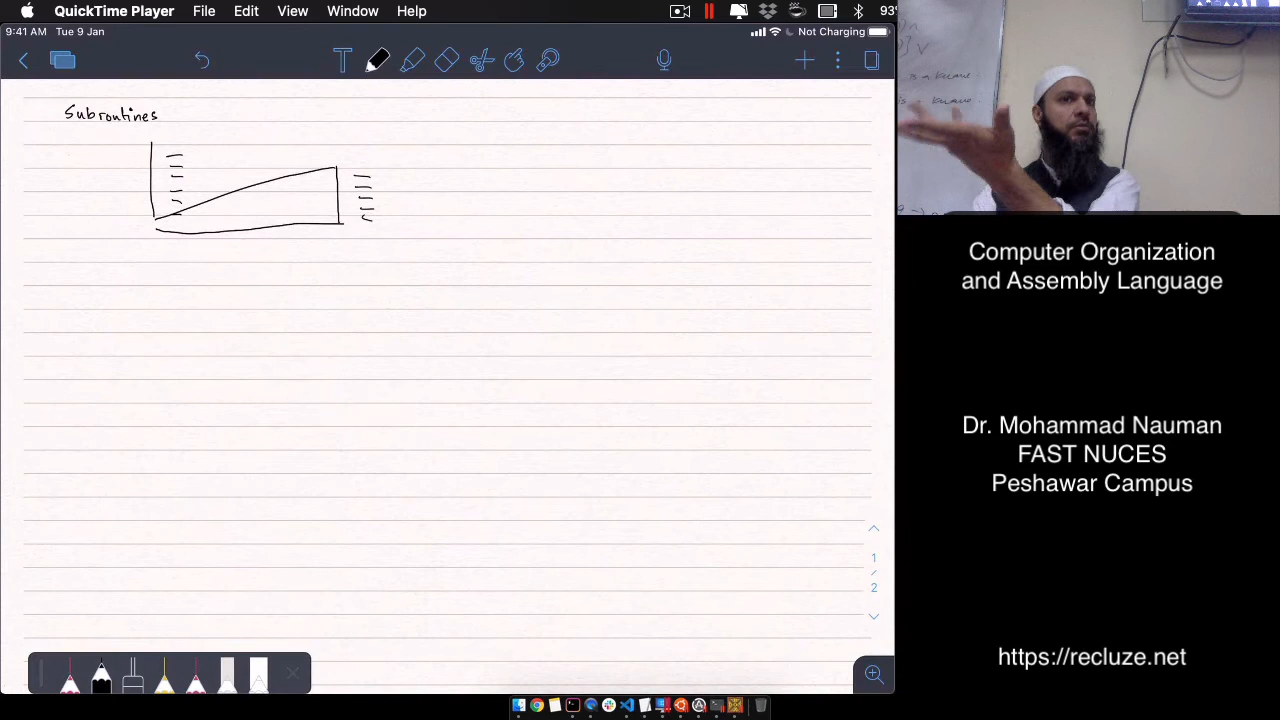 QuickTime Player File Edit View Window Help 93%
9:41 AM Tue 9 Jan Not Charging
T
Subroutines
Computer Organization
and Assembly Language
Dr. Mohammad Nauman
FAST NUCES
Peshawar Campus
1
2
https://recluze.net